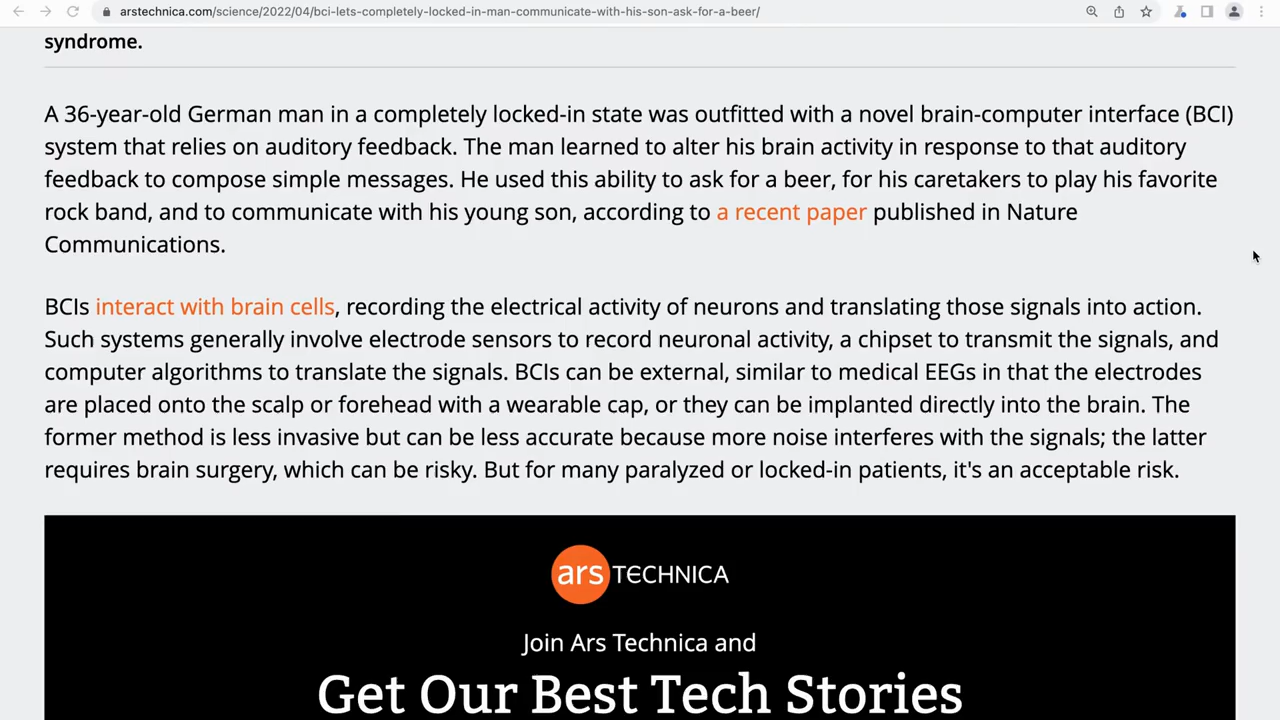 arstechnica.com/science/2022/04/bci-lets-completely-locked-in-man-communicate-with-his-son-ask-for-a-beer/
syndrome.
A 36-year-old German man in a completely locked-in state was outfitted with a novel brain-computer interface (BCI)
system that relies on auditory feedback. The man learned to alter his brain activity in response to that auditory
feedback to compose simple messages. He used this ability to ask for a beer, for his caretakers to play his favorite
rock band, and to communicate with his young son, according to a recent paper published in Nature
Communications.
BCIs interact with brain cells, recording the electrical activity of neurons and translating those signals into action.
Such systems generally involve electrode sensors to record neuronal activity, a chipset to transmit the signals, and
computer algorithms to translate the signals. BCIs can be external, similar to medical EEGs in that the electrodes
are placed onto the scalp or forehead with a wearable cap, or they can be implanted directly into the brain. The
former method is less invasive but can be less accurate because more noise interferes with the signals; the latter
requires brain surgery, which can be risky. But for many paralyzed or locked-in patients, it's an acceptable risk.
ars TECHNICA
Join Ars Technica and
Get Our Best Tech Stories